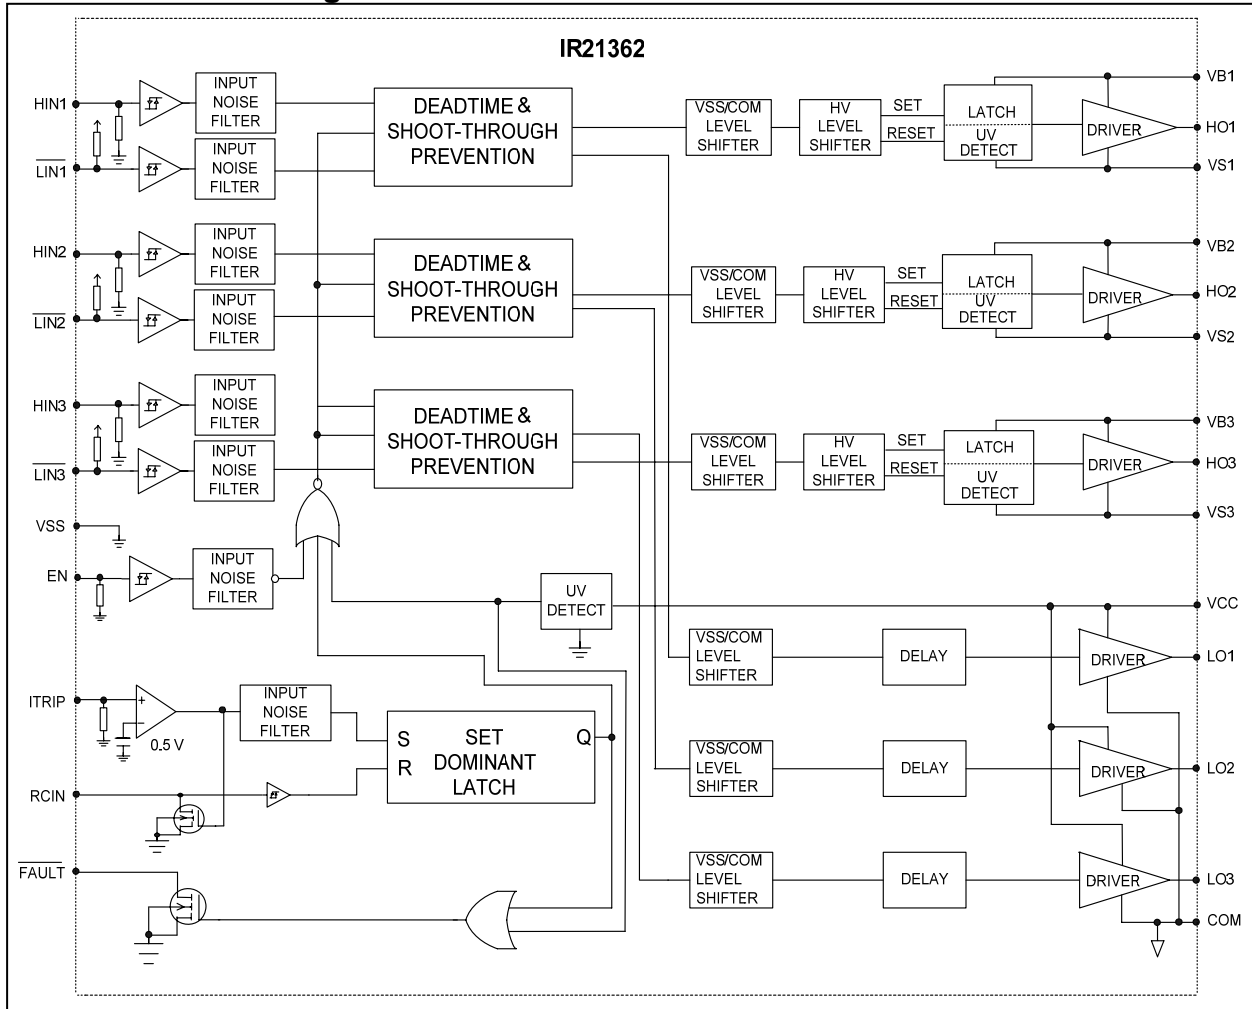 IR21362
HIN1
INPUT
NOISE
FILTER
DEADTIME &
SHOOT-THROUGH
PREVENTION
VSS/COM
LEVEL
SHIFTER
HV
LEVEL
SHIFTER
SET
RESET
LATCH
UV
DETECT
DRIVER
VB1
HO1
VS1
LIN1
INPUT
NOISE
FILTER
HIN2
INPUT
NOISE
FILTER
DEADTIME &
SHOOT-THROUGH
PREVENTION
VSS/COM
LEVEL
SHIFTER
HV
LEVEL
SHIFTER
SET
RESET
LATCH
UV
DETECT
DRIVER
VB2
HO2
VS2
LIN2
INPUT
NOISE
FILTER
HIN3
INPUT
NOISE
FILTER
DEADTIME &
SHOOT-THROUGH
PREVENTION
VSS/COM
LEVEL
SHIFTER
HV
LEVEL
SHIFTER
SET
RESET
LATCH
UV
DETECT
DRIVER
VB3
HO3
VS3
LIN3
INPUT
NOISE
FILTER
VSS
EN
INPUT
NOISE
FILTER
UV
DETECT
VCC
VSS/COM
LEVEL
SHIFTER
DELAY
DRIVER
LO1
ITRIP
+
−
0.5 V
INPUT
NOISE
FILTER
S
R
SET
DOMINANT
LATCH
Q
VSS/COM
LEVEL
SHIFTER
DELAY
DRIVER
LO2
RCIN
FAULT
VSS/COM
LEVEL
SHIFTER
DELAY
DRIVER
LO3
COM